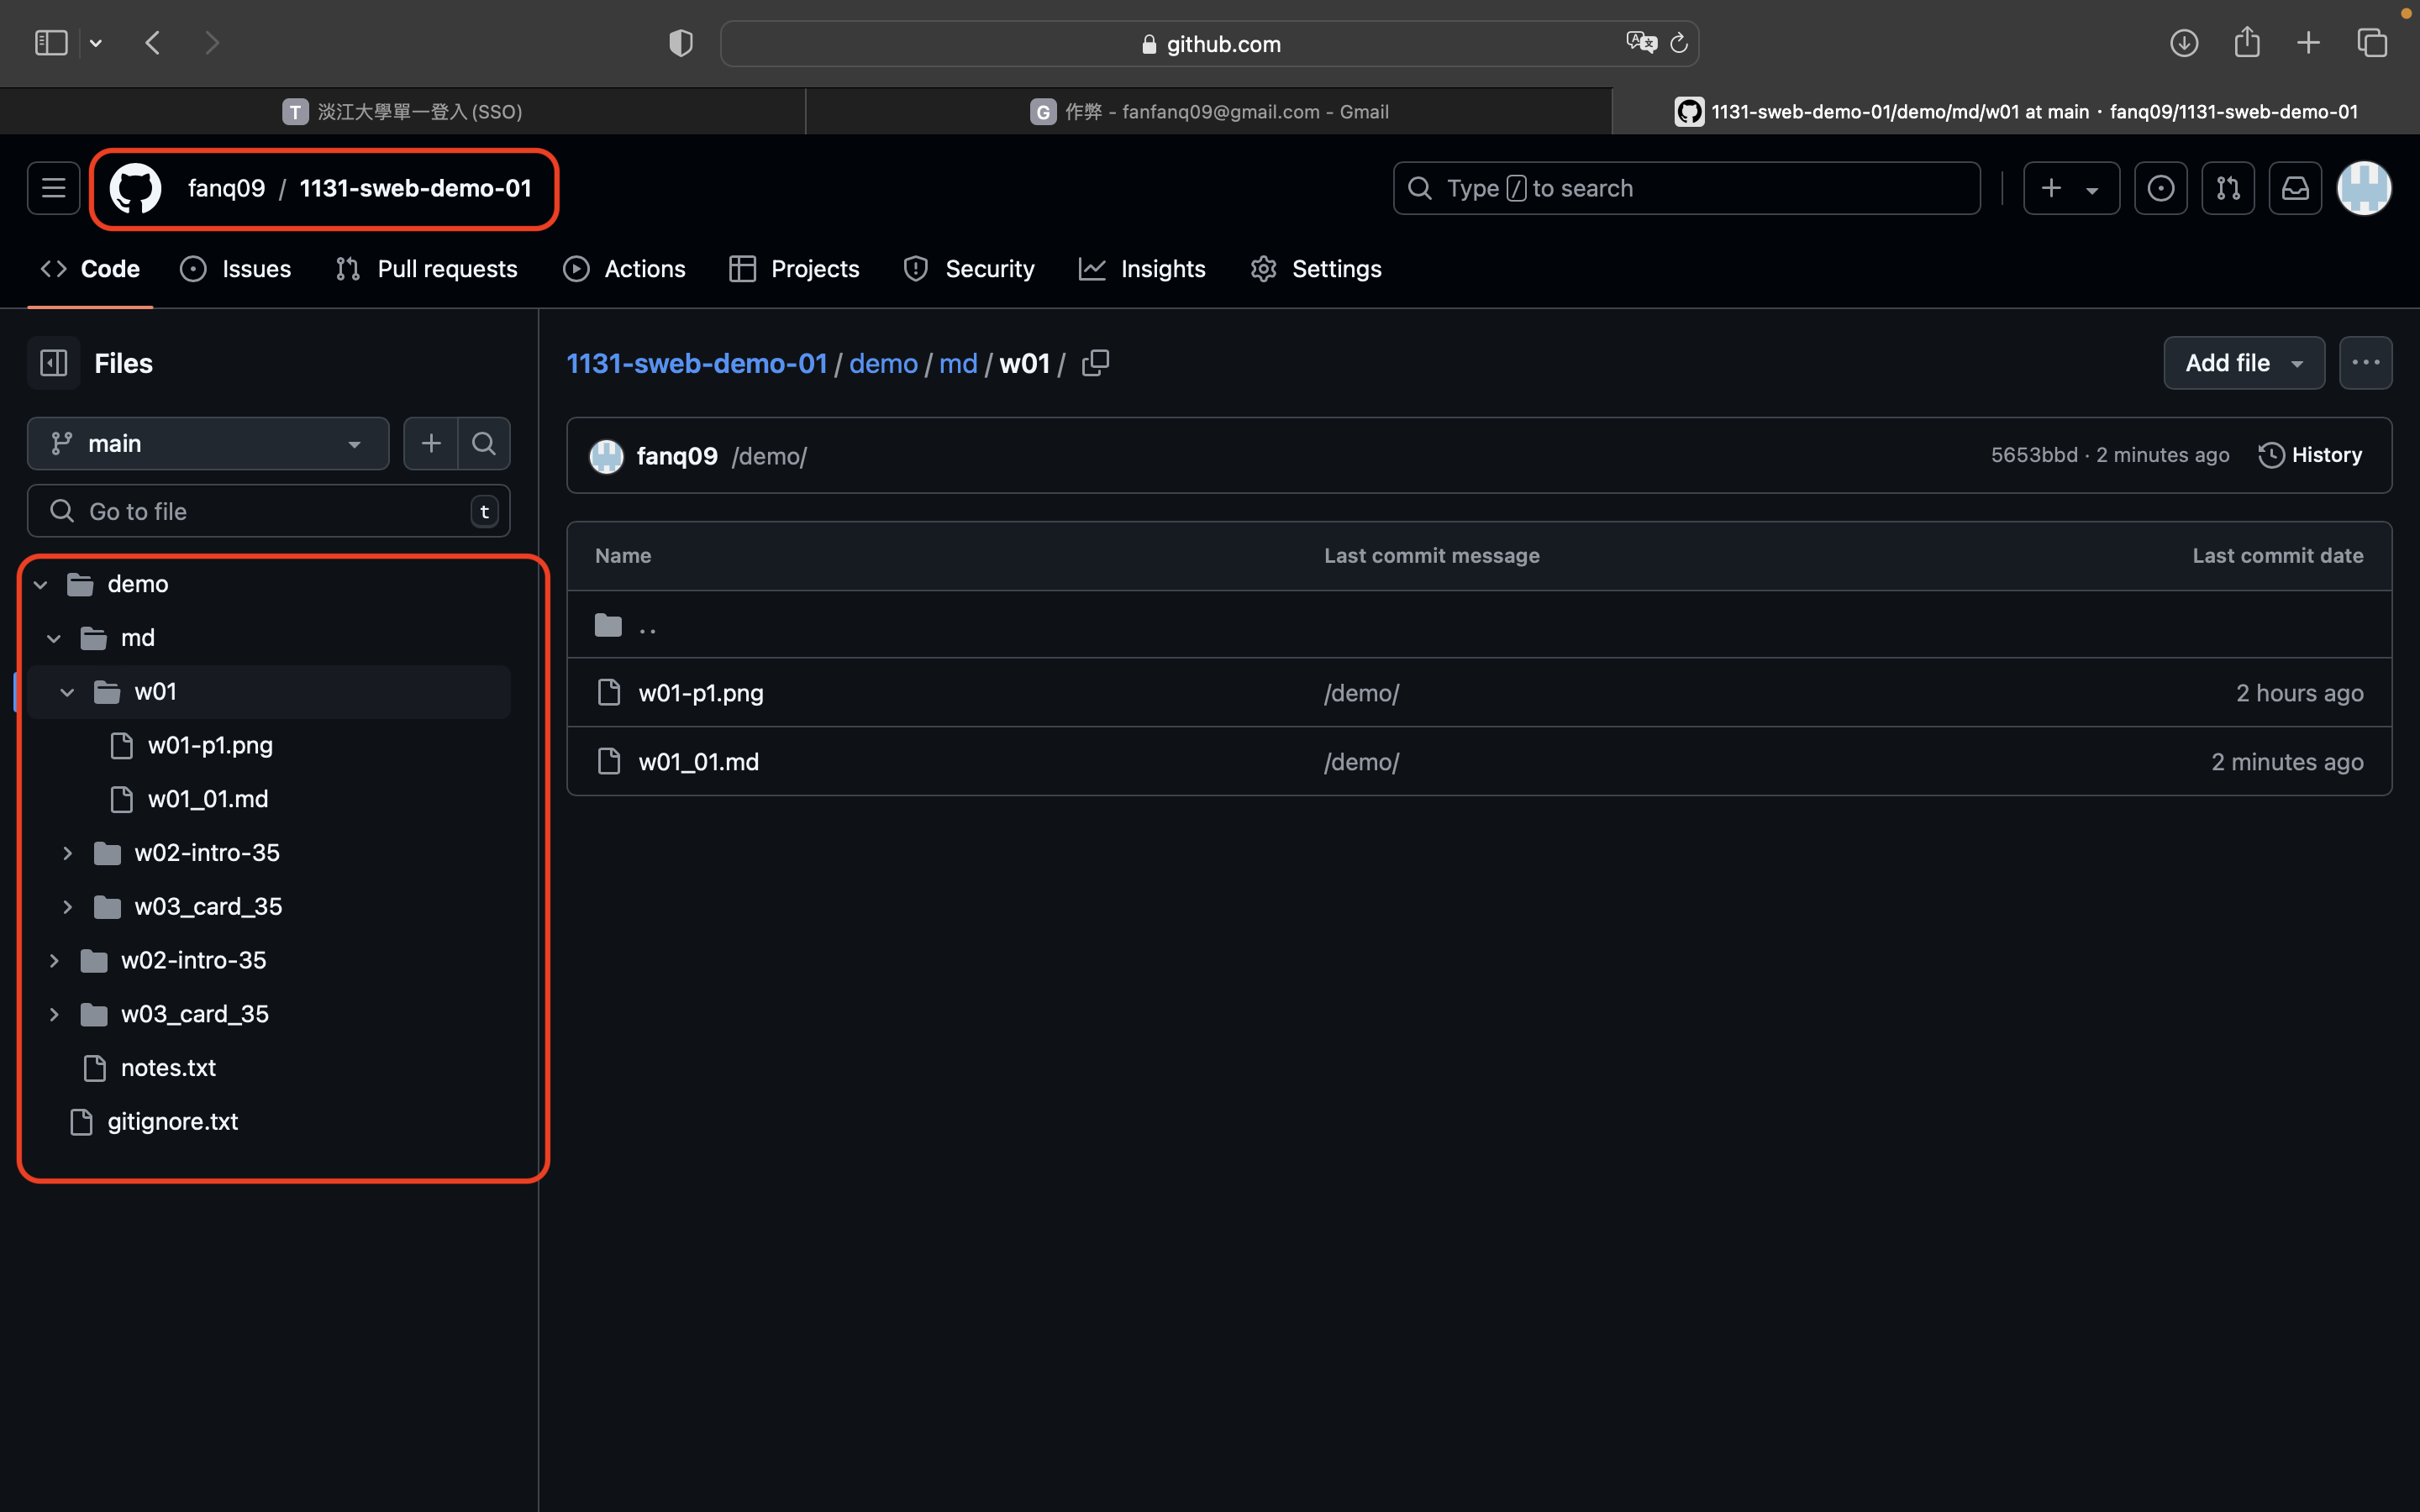 github.com
T 淡江大學單一登入 (SSO)
G 作弊 - fanfanq09@gmail.com - Gmail
1131-sweb-demo-01/demo/md/w01 at main · fanq09/1131-sweb-demo-01
fanq09 / 1131-sweb-demo-01
Type / to search
Code
Issues
Pull requests
Actions
Projects
Security
Insights
Settings
Files
main
Go to file
t
demo
md
w01
w01-p1.png
w01_01.md
w02-intro-35
w03_card_35
w02-intro-35
w03_card_35
notes.txt
gitignore.txt
1131-sweb-demo-01 / demo / md / w01 /
Add file
fanq09 /demo/
5653bbd · 2 minutes ago
History
Name Last commit message Last commit date
..
w01-p1.png /demo/ 2 hours ago
w01_01.md /demo/ 2 minutes ago